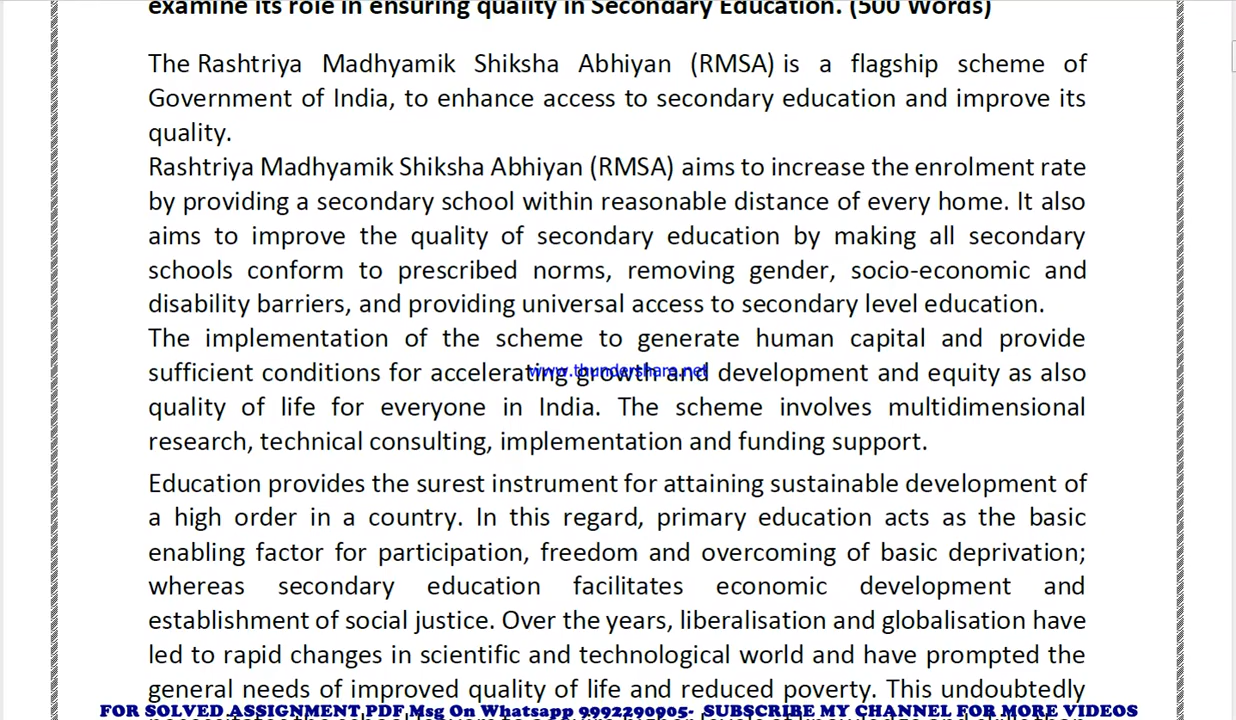 examine its role in ensuring quality in Secondary Education. (500 Words)
The Rashtriya Madhyamik Shiksha Abhiyan (RMSA) is a flagship scheme of
Government of India, to enhance access to secondary education and improve its
quality.
Rashtriya Madhyamik Shiksha Abhiyan (RMSA) aims to increase the enrolment rate
by providing a secondary school within reasonable distance of every home. It also
aims to improve the quality of secondary education by making all secondary
schools conform to prescribed norms, removing gender, socio-economic and
disability barriers, and providing universal access to secondary level education.
The implementation of the scheme to generate human capital and provide
sufficient conditions for accelerating growth and development and equity as also
www.thundershare.net
quality of life for everyone in India. The scheme involves multidimensional
research, technical consulting, implementation and funding support.
Education provides the surest instrument for attaining sustainable development of
a high order in a country. In this regard, primary education acts as the basic
enabling factor for participation, freedom and overcoming of basic deprivation;
whereas secondary education facilitates economic development and
establishment of social justice. Over the years, liberalisation and globalisation have
led to rapid changes in scientific and technological world and have prompted the
general needs of improved quality of life and reduced poverty. This undoubtedly
FOR SOLVED ASSIGNMENT PDF Msg On Whatsapp 9992290905- SUBSCRIBE MY CHANNEL FOR MORE VIDEOS